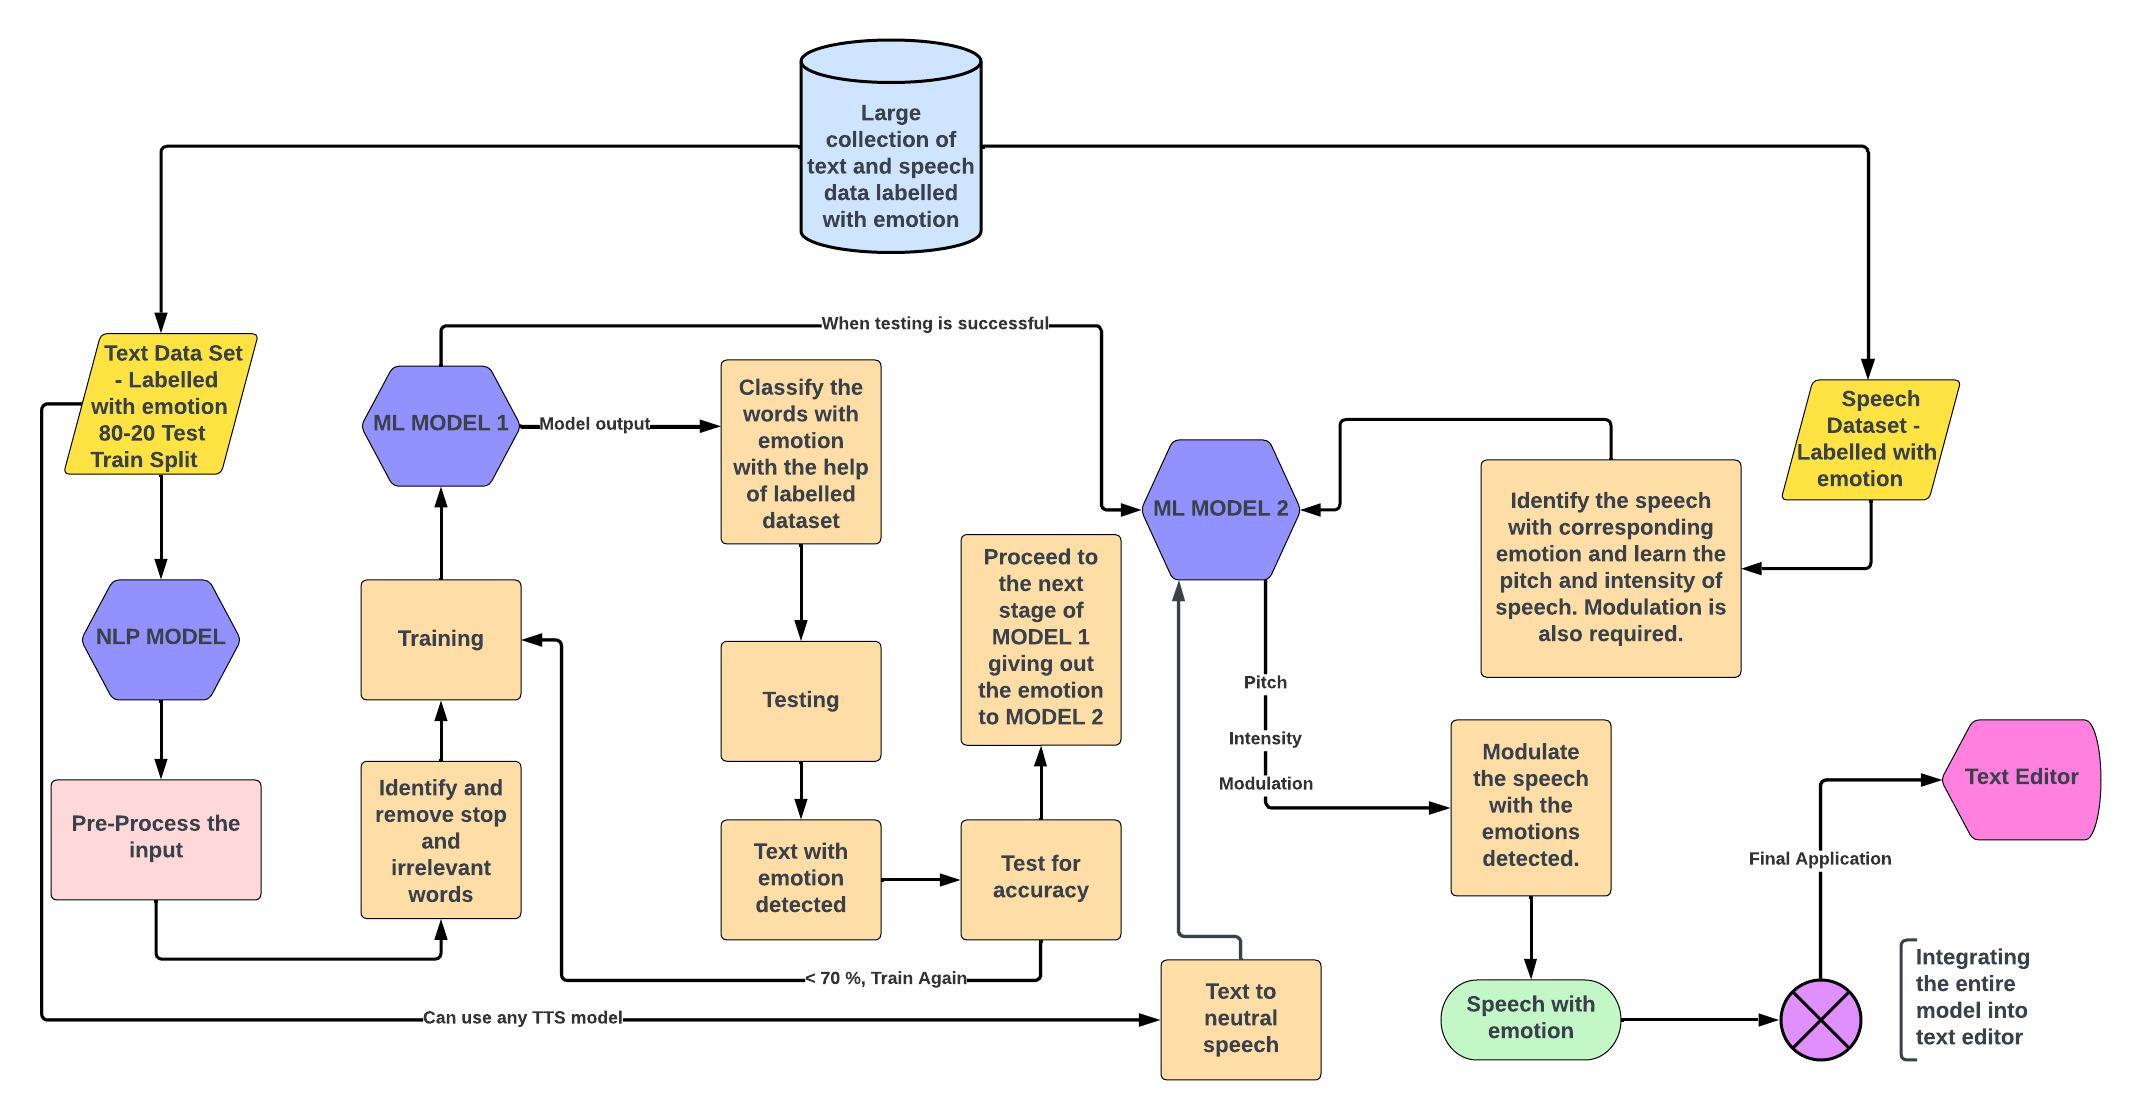 Large
collection of
text and speech
data labelled
with emotion
Text Data Set
- Labelled
with emotion
80-20 Test
Train Split
NLP MODEL
Pre-Process the
input
Identify and
remove stop
and
irrelevant
words
Training
ML MODEL 1
When testing is successful
Model output
Classify the
words with
emotion
with the help
of labelled
dataset
Testing
Text with
emotion
detected
Test for
accuracy
< 70 %, Train Again
Proceed to
the next
stage of
MODEL 1
giving out
the emotion
to MODEL 2
Can use any TTS model
Text to
neutral
speech
ML MODEL 2
Speech
Dataset -
Labelled with
emotion
Identify the speech
with corresponding
emotion and learn the
pitch and intensity of
speech. Modulation is
also required.
Pitch
Intensity
Modulation
Modulate
the speech
with the
emotions
detected.
Speech with
emotion
Final Application
Text Editor
Integrating
the entire
model into
text editor